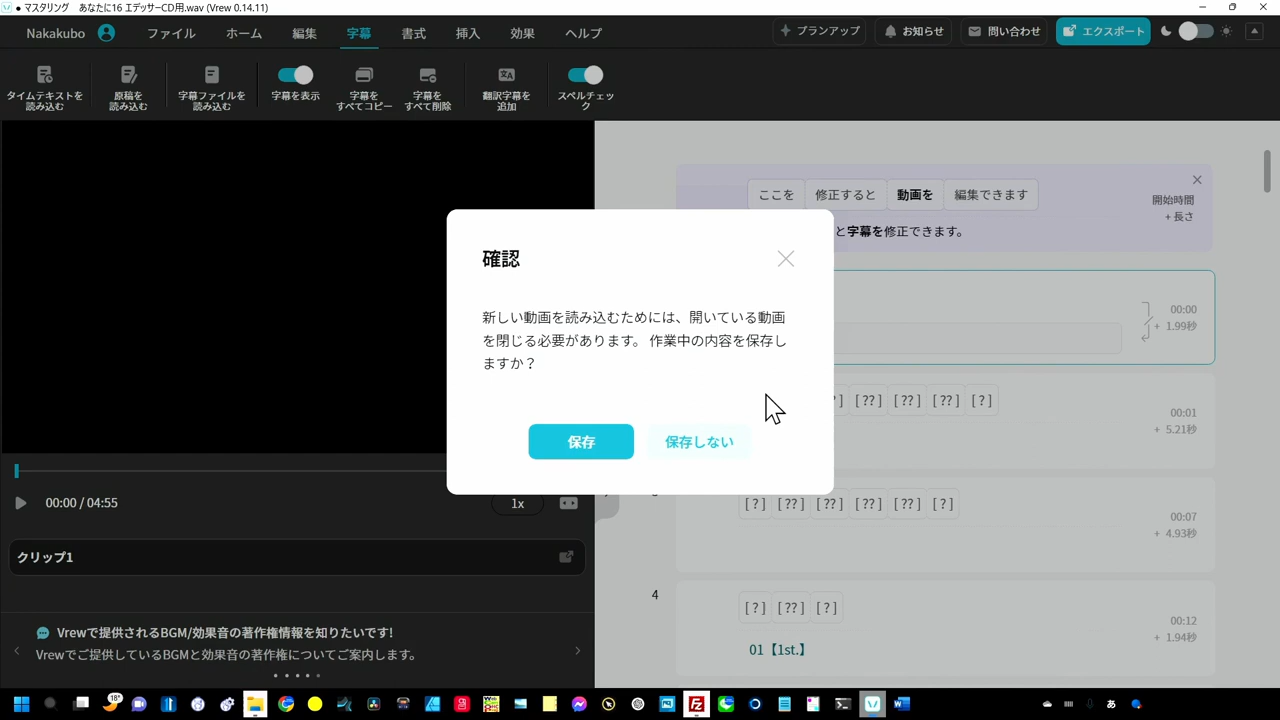 ● マスタリング　あなたに16 エデッサーCD用.wav (Vrew 0.14.11)
Nakakubo ファイル ホーム 編集 字幕 書式 挿入 効果 ヘルプ プランアップ お知らせ 問い合わせ エクスポート
タイムテキストを読み込む
原稿を読み込む
字幕ファイルを読み込む
字幕を表示
字幕をすべてコピー
字幕をすべて削除
翻訳字幕を追加
スペルチェック
ここを 修正すると 動画を 編集できます
開始時間
+ 長さ
と字幕を修正できます。
確認
新しい動画を読み込むためには、開いている動画
を閉じる必要があります。 作業中の内容を保存し
ますか？
保存 保存しない
00:00
+ 1.99秒
[ ?? ] [ ?? ] [ ?? ] [ ? ]
00:01
+ 5.21秒
[ ? ] [ ?? ] [ ?? ] [ ?? ] [ ?? ] [ ? ]
00:07
+ 4.93秒
4
[ ? ] [ ?? ] [ ? ]
01【1st.】
00:12
+ 1.94秒
00:00 / 04:55
1x
クリップ1
Vrewで提供されるBGM/効果音の著作権情報を知りたいです!
Vrewでご提供しているBGMと効果音の著作権についてご案内します。
18°
あ